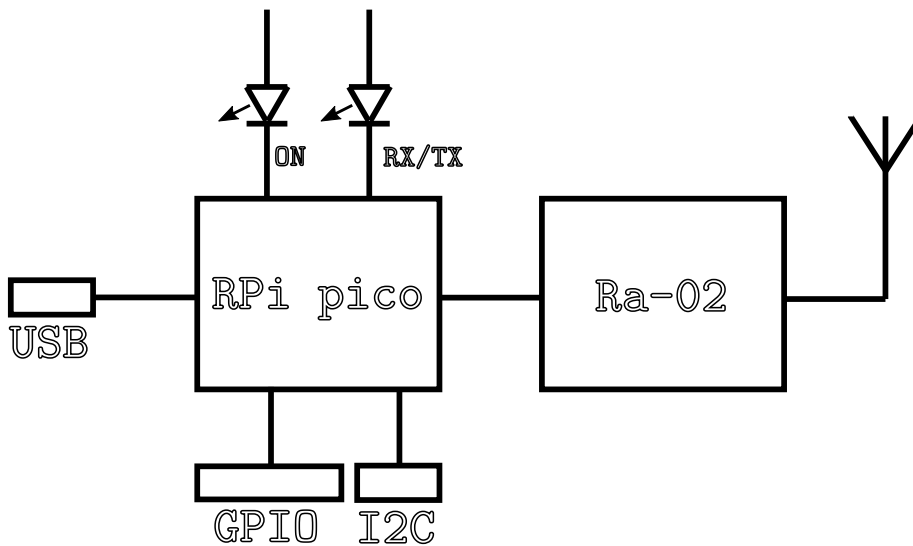 ON
RX/TX
RPi pico
Ra-02
USB
GPIO
I2C